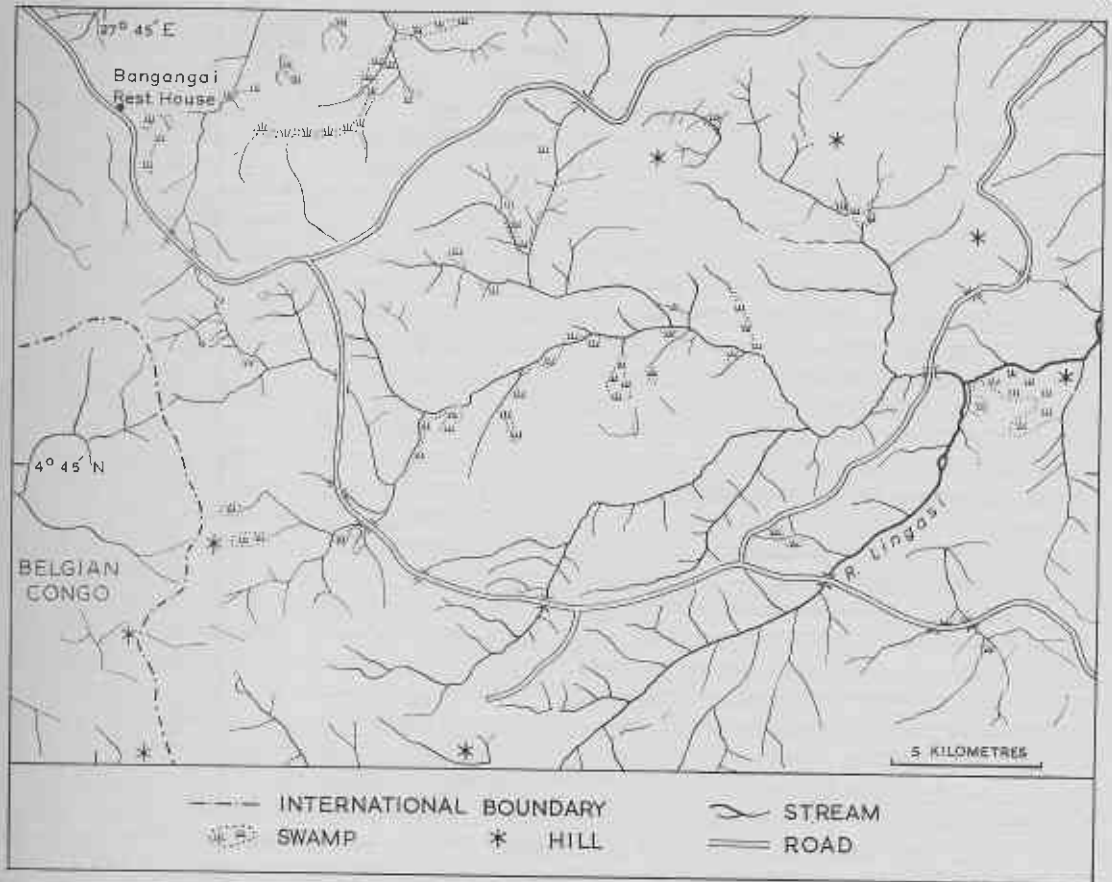 27° 45′ E
Bangangai
Rest House
4° 45′ N
BELGIAN
CONGO
R. Lingasi
5 KILOMETRES
INTERNATIONAL BOUNDARY
STREAM
SWAMP
HILL
ROAD